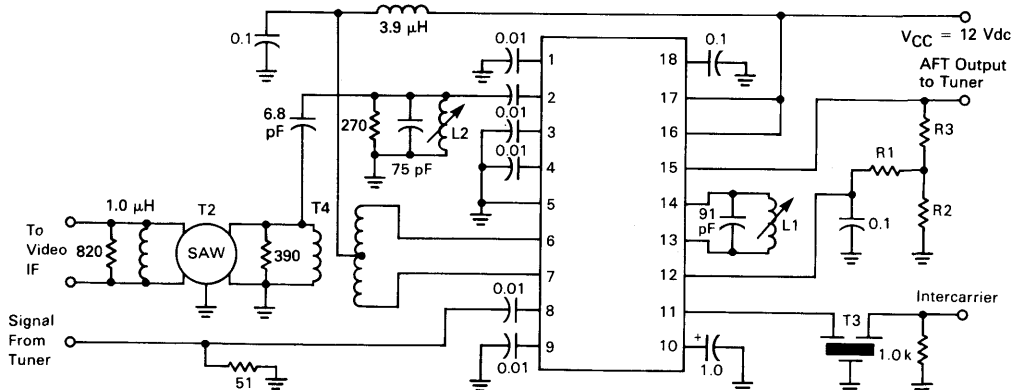 0.1
3.9 µH
V_CC = 12 Vdc
AFT Output
to Tuner
0.01
1
18
0.1
2
17
6.8
pF
270
75 pF
L2
0.01
3
16
0.01
4
15
R3
R1
5
14
91
pF
L1
0.1
R2
To
Video
IF
820
1.0 µH
T2
SAW
390
T4
6
13
7
12
Signal
From
Tuner
51
0.01
8
11
T3
Intercarrier
1.0 k
9
0.01
10
+
1.0